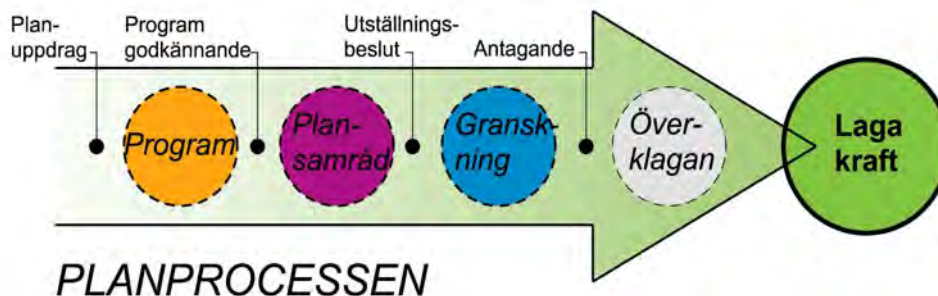 Plan-
uppdrag
Program
godkännande
Utställnings-
beslut
Antagande
Program
Plan-
samråd
Gransk-
ning
Över-
klagan
Laga
kraft
PLANPROCESSEN